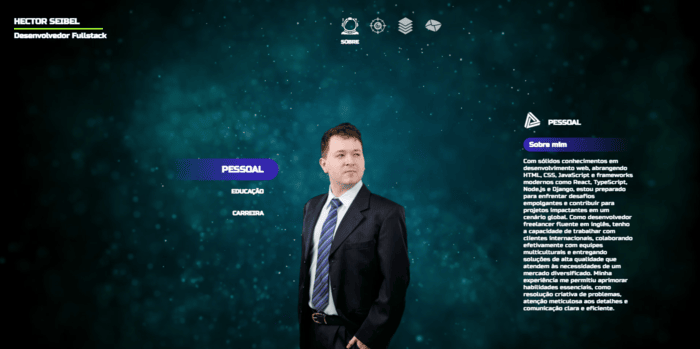 HECTOR SEIBEL
Desenvolvedor Fullstack
SOBRE
PESSOAL
EDUCAÇÃO
CARREIRA
PESSOAL
Sobre mim
Com sólidos conhecimentos em
desenvolvimento web, abrangendo
HTML, CSS, JavaScript e frameworks
modernos como React, TypeScript,
Node.js e Django, estou preparado
para enfrentar desafios
empolgantes e contribuir para
projetos impactantes em um
cenário global. Como desenvolvedor
freelancer fluente em inglês, tenho
a capacidade de trabalhar com
clientes internacionais, colaborando
efetivamente com equipes
multiculturais e entregando
soluções de alta qualidade que
atendem às necessidades de um
mercado diversificado. Minha
experiência me permitiu aprimorar
habilidades essenciais, como
resolução criativa de problemas,
atenção meticulosa aos detalhes e
comunicação clara e eficiente.